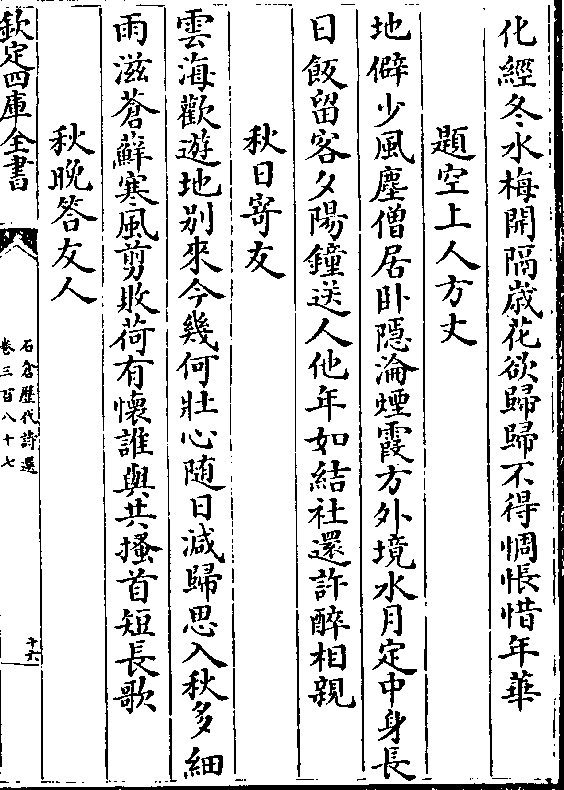 化經冬水梅開隔歳花欲歸歸不得惆悵惜年華
題空上人方丈
地僻少風塵僧居卧隱淪煙霞方外境水月定中身長
日飯留客夕陽鐘送人他年如結社還許醉相親
秋日寄友
雲海歡遊地别來今幾何壯心随日減歸思入秋多細
雨滋蒼蘚寒風剪敗荷有懷誰與共搔首短長歌
秋晩答友人
欽定四庫全書
石倉歴代詩選
卷三百八十七
十六